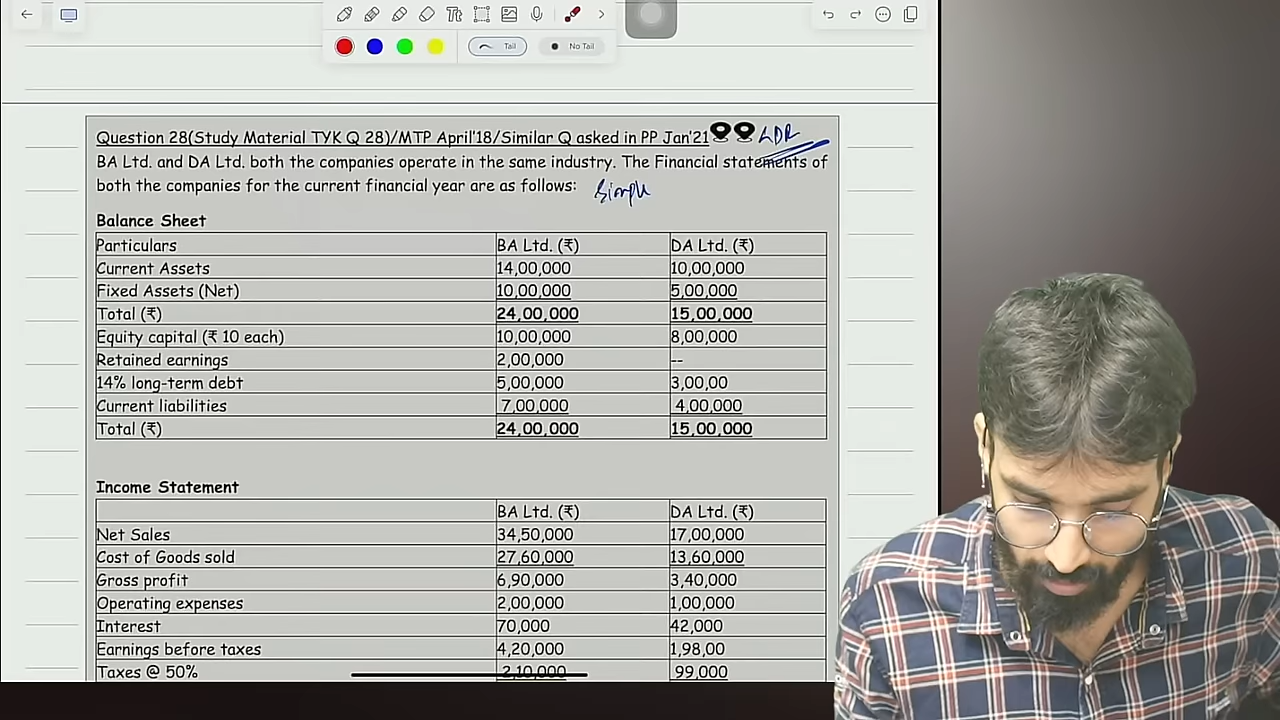 Tt
Tail
No Tail
Question 28(Study Material TYK Q 28)/MTP April'18/Similar Q asked in PP Jan'21 LDR
BA Ltd. and DA Ltd. both the companies operate in the same industry. The Financial statements of
both the companies for the current financial year are as follows: Simple
Balance Sheet
Particulars BA Ltd. (₹) DA Ltd. (₹)
Current Assets 14,00,000 10,00,000
Fixed Assets (Net) 10,00,000 5,00,000
Total (₹) 24,00,000 15,00,000
Equity capital (₹ 10 each) 10,00,000 8,00,000
Retained earnings 2,00,000 --
14% long-term debt 5,00,000 3,00,00
Current liabilities 7,00,000 4,00,000
Total (₹) 24,00,000 15,00,000
Income Statement
BA Ltd. (₹) DA Ltd. (₹)
Net Sales 34,50,000 17,00,000
Cost of Goods sold 27,60,000 13,60,000
Gross profit 6,90,000 3,40,000
Operating expenses 2,00,000 1,00,000
Interest 70,000 42,000
Earnings before taxes 4,20,000 1,98,00
Taxes @ 50% 2,10,000 99,000